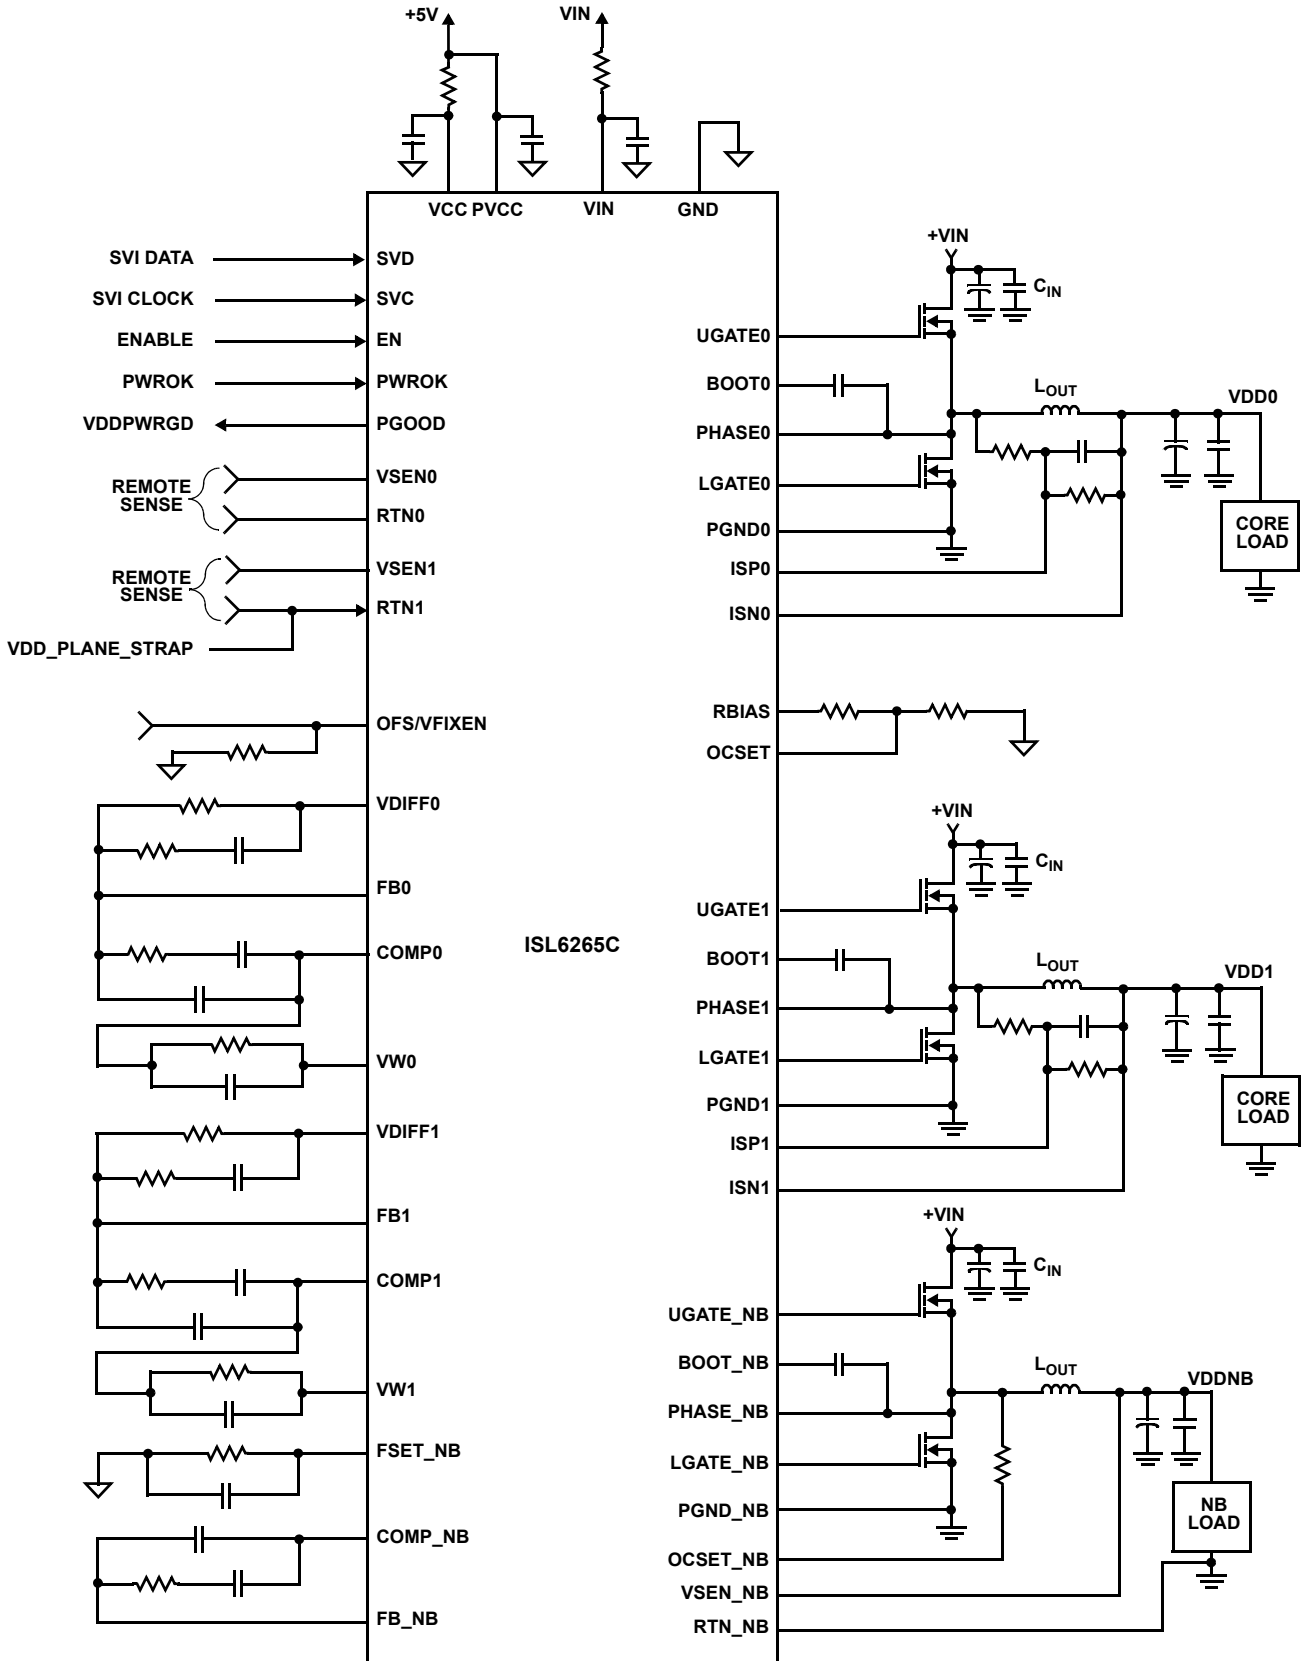 +5V
VIN
VCC PVCC
VIN
GND
SVI DATA
SVD
SVI CLOCK
SVC
ENABLE
EN
PWROK
PWROK
VDDPWRGD
PGOOD
REMOTE
SENSE
VSEN0
RTN0
REMOTE
SENSE
VSEN1
RTN1
VDD_PLANE_STRAP
OFS/VFIXEN
VDIFF0
FB0
COMP0
VW0
VDIFF1
FB1
COMP1
VW1
FSET_NB
COMP_NB
FB_NB
ISL6265C
+VIN
CIN
UGATE0
BOOT0
LOUT
VDD0
PHASE0
LGATE0
PGND0
CORE
LOAD
ISP0
ISN0
RBIAS
OCSET
+VIN
CIN
UGATE1
BOOT1
LOUT
VDD1
PHASE1
LGATE1
PGND1
CORE
LOAD
ISP1
ISN1
+VIN
CIN
UGATE_NB
BOOT_NB
LOUT
VDDNB
PHASE_NB
LGATE_NB
PGND_NB
NB
LOAD
OCSET_NB
VSEN_NB
RTN_NB